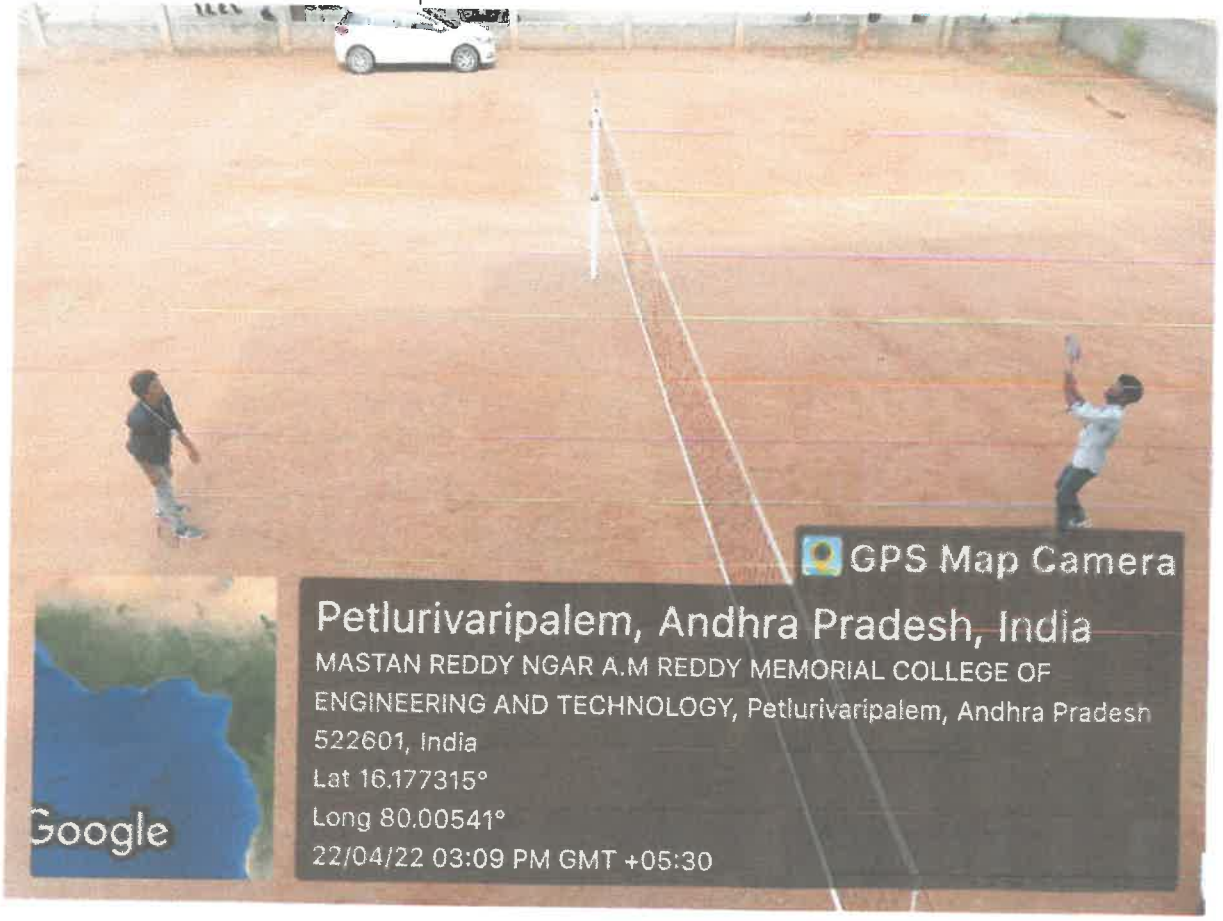 GPS Map Camera
Petlurivaripalem, Andhra Pradesh, India
MASTAN REDDY NGAR A.M REDDY MEMORIAL COLLEGE OF
ENGINEERING AND TECHNOLOGY, Petlurivaripalem, Andhra Pradesh
522601, India
Lat 16.177315°
Long 80.00541°
22/04/22 03:09 PM GMT +05:30
Google